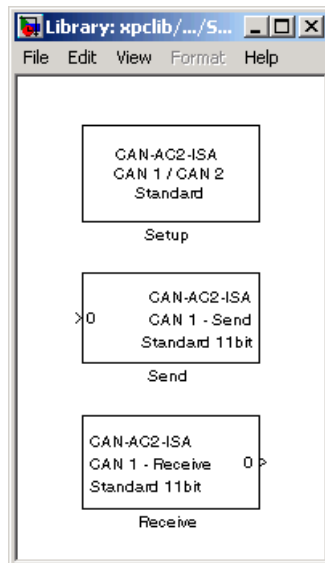 Library: xpclib/.../S...
File Edit View Format Help
CAN-AC2-ISA
CAN 1 / CAN 2
Standard
Setup
CAN-AC2-ISA
0 CAN 1 - Send
Standard 11bit
Send
CAN-AC2-ISA
CAN 1 - Receive 0
Standard 11bit
Receive